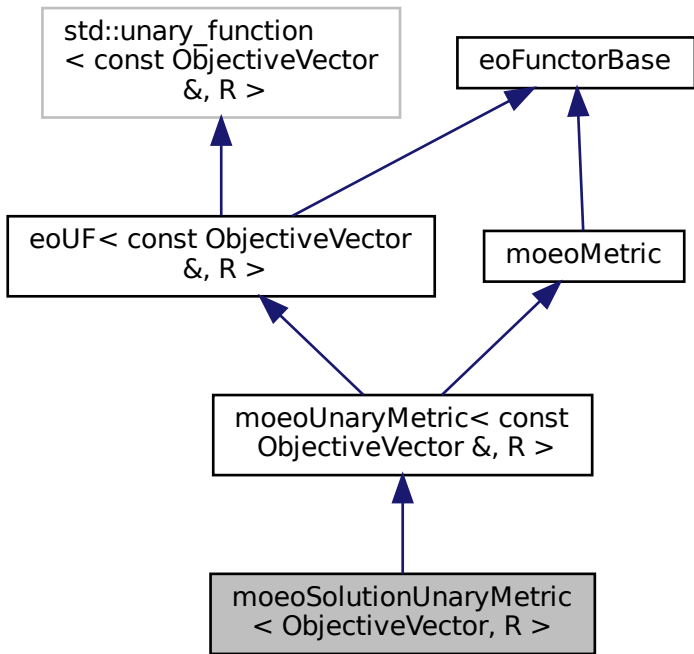 std::unary_function
< const ObjectiveVector
&, R >
eoFunctorBase
eoUF< const ObjectiveVector
&, R >
moeoMetric
moeoUnaryMetric< const
ObjectiveVector &, R >
moeoSolutionUnaryMetric
< ObjectiveVector, R >